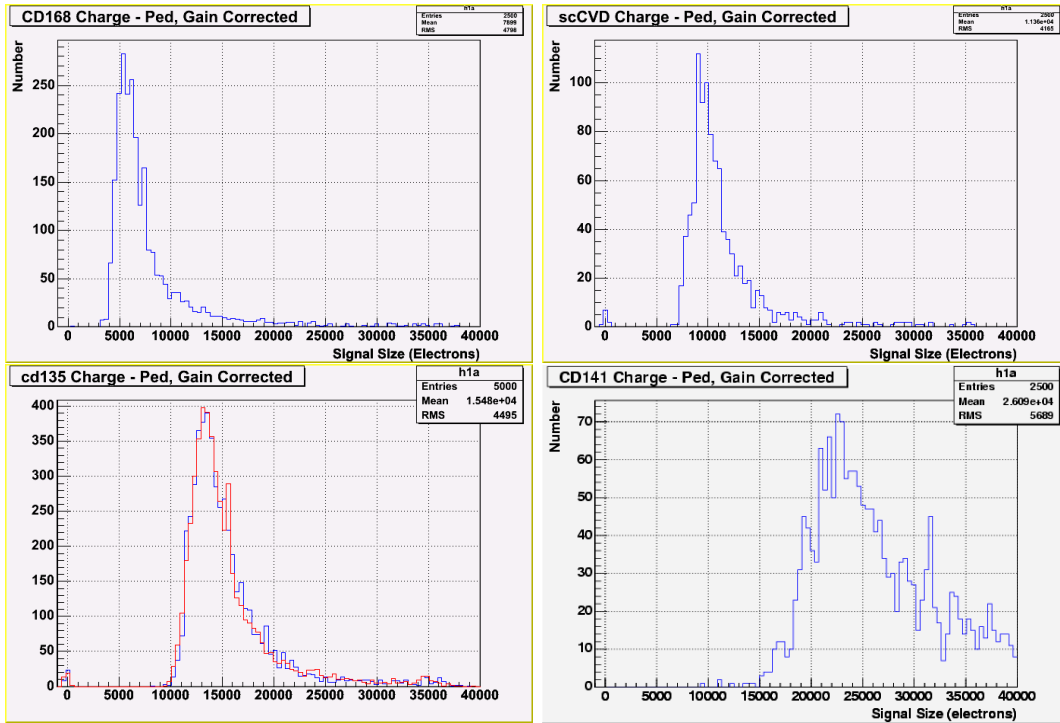 CD168 Charge - Ped, Gain Corrected
h1a
Entries 2500
Mean 7899
RMS 4798
Number
250
200
150
100
50
0
0 5000 10000 15000 20000 25000 30000 35000 40000
Signal Size (Electrons)
scCVD Charge - Ped, Gain Corrected
h1a
Entries 2500
Mean 1.136e+04
RMS 4165
Number
100
80
60
40
20
0
0 5000 10000 15000 20000 25000 30000 35000 40000
Signal Size (Electrons)
cd135 Charge - Ped, Gain Corrected
h1a
Entries 5000
Mean 1.548e+04
RMS 4495
400
350
300
250
200
150
100
50
0
0 5000 10000 15000 20000 25000 30000 35000 40000
CD141 Charge - Ped, Gain Corrected
h1a
Entries 2500
Mean 2.609e+04
RMS 5689
Number
70
60
50
40
30
20
10
0
0 5000 10000 15000 20000 25000 30000 35000 40000
Signal Size (electrons)